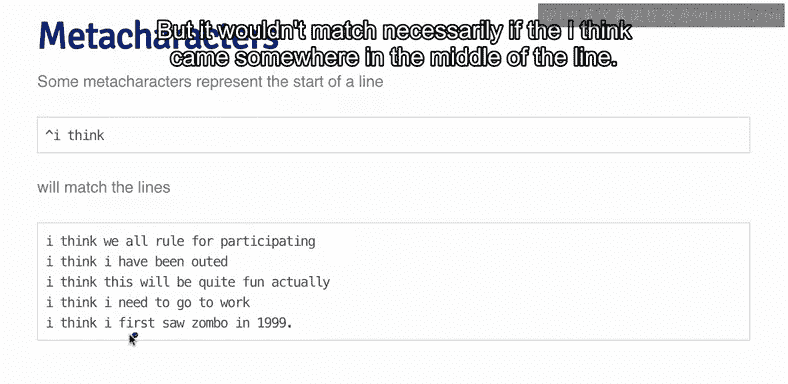 But it wouldn't match necessarily if the I think
came somewhere in the middle of the line.
Metacharacters
Some metacharacters represent the start of a line
^i think
will match the lines
i think we all rule for participating
i think i have been outed
i think this will be quite fun actually
i think i need to go to work
i think i first saw zombo in 1999.